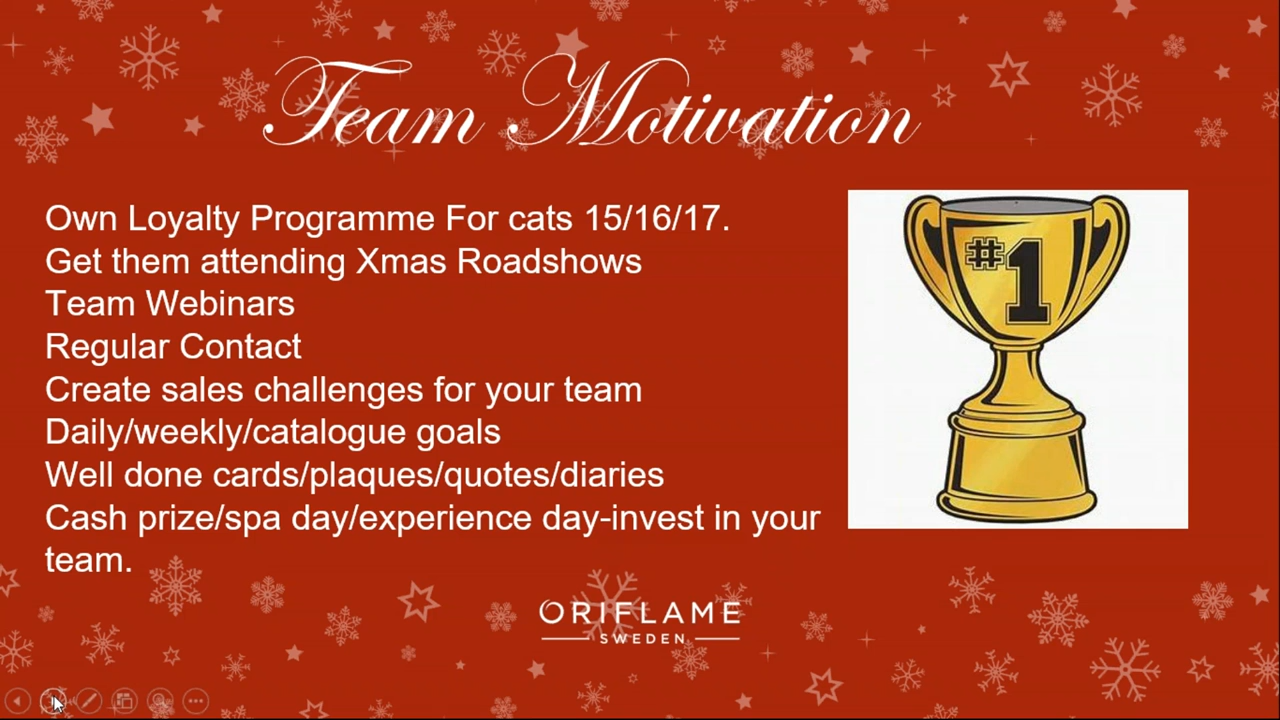 Team Motivation
Own Loyalty Programme For cats 15/16/17.
Get them attending Xmas Roadshows
Team Webinars
Regular Contact
Create sales challenges for your team
Daily/weekly/catalogue goals
Well done cards/plaques/quotes/diaries
Cash prize/spa day/experience day-invest in your
team.
#1
ORIFLAME
SWEDEN